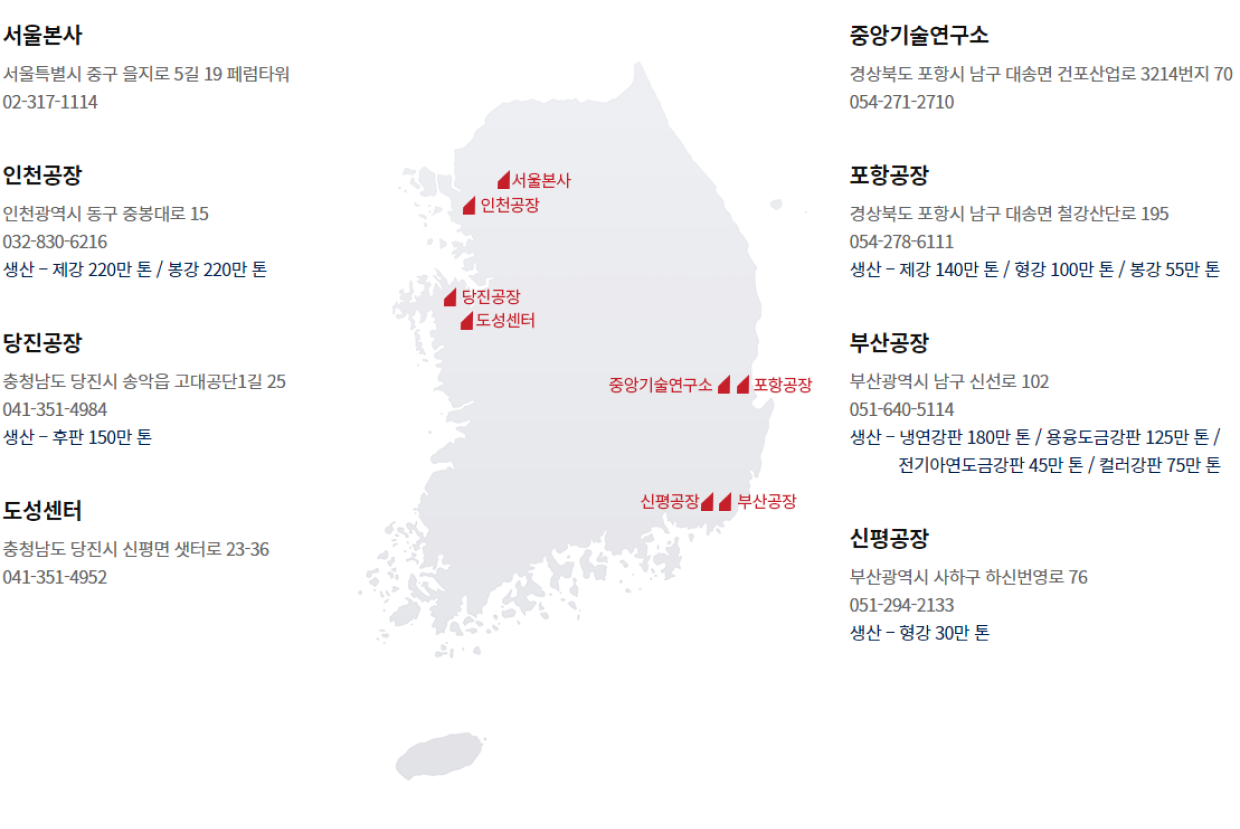 서울본사
서울특별시 중구 을지로 5길 19 페럼타워
02-317-1114
인천공장
인천광역시 동구 중봉대로 15
032-830-6216
생산 – 제강 220만 톤 / 봉강 220만 톤
당진공장
충청남도 당진시 송악읍 고대공단1길 25
041-351-4984
생산 – 후판 150만 톤
도성센터
충청남도 당진시 신평면 샛터로 23-36
041-351-4952
서울본사
인천공장
당진공장
도성센터
중앙기술연구소
포항공장
신평공장
부산공장
중앙기술연구소
경상북도 포항시 남구 대송면 건포산업로 3214번지 70
054-271-2710
포항공장
경상북도 포항시 남구 대송면 철강산단로 195
054-278-6111
생산 – 제강 140만 톤 / 형강 100만 톤 / 봉강 55만 톤
부산공장
부산광역시 남구 신선로 102
051-640-5114
생산 – 냉연강판 180만 톤 / 용융도금강판 125만 톤 /
전기아연도금강판 45만 톤 / 컬러강판 75만 톤
신평공장
부산광역시 사하구 하신번영로 76
051-294-2133
생산 – 형강 30만 톤